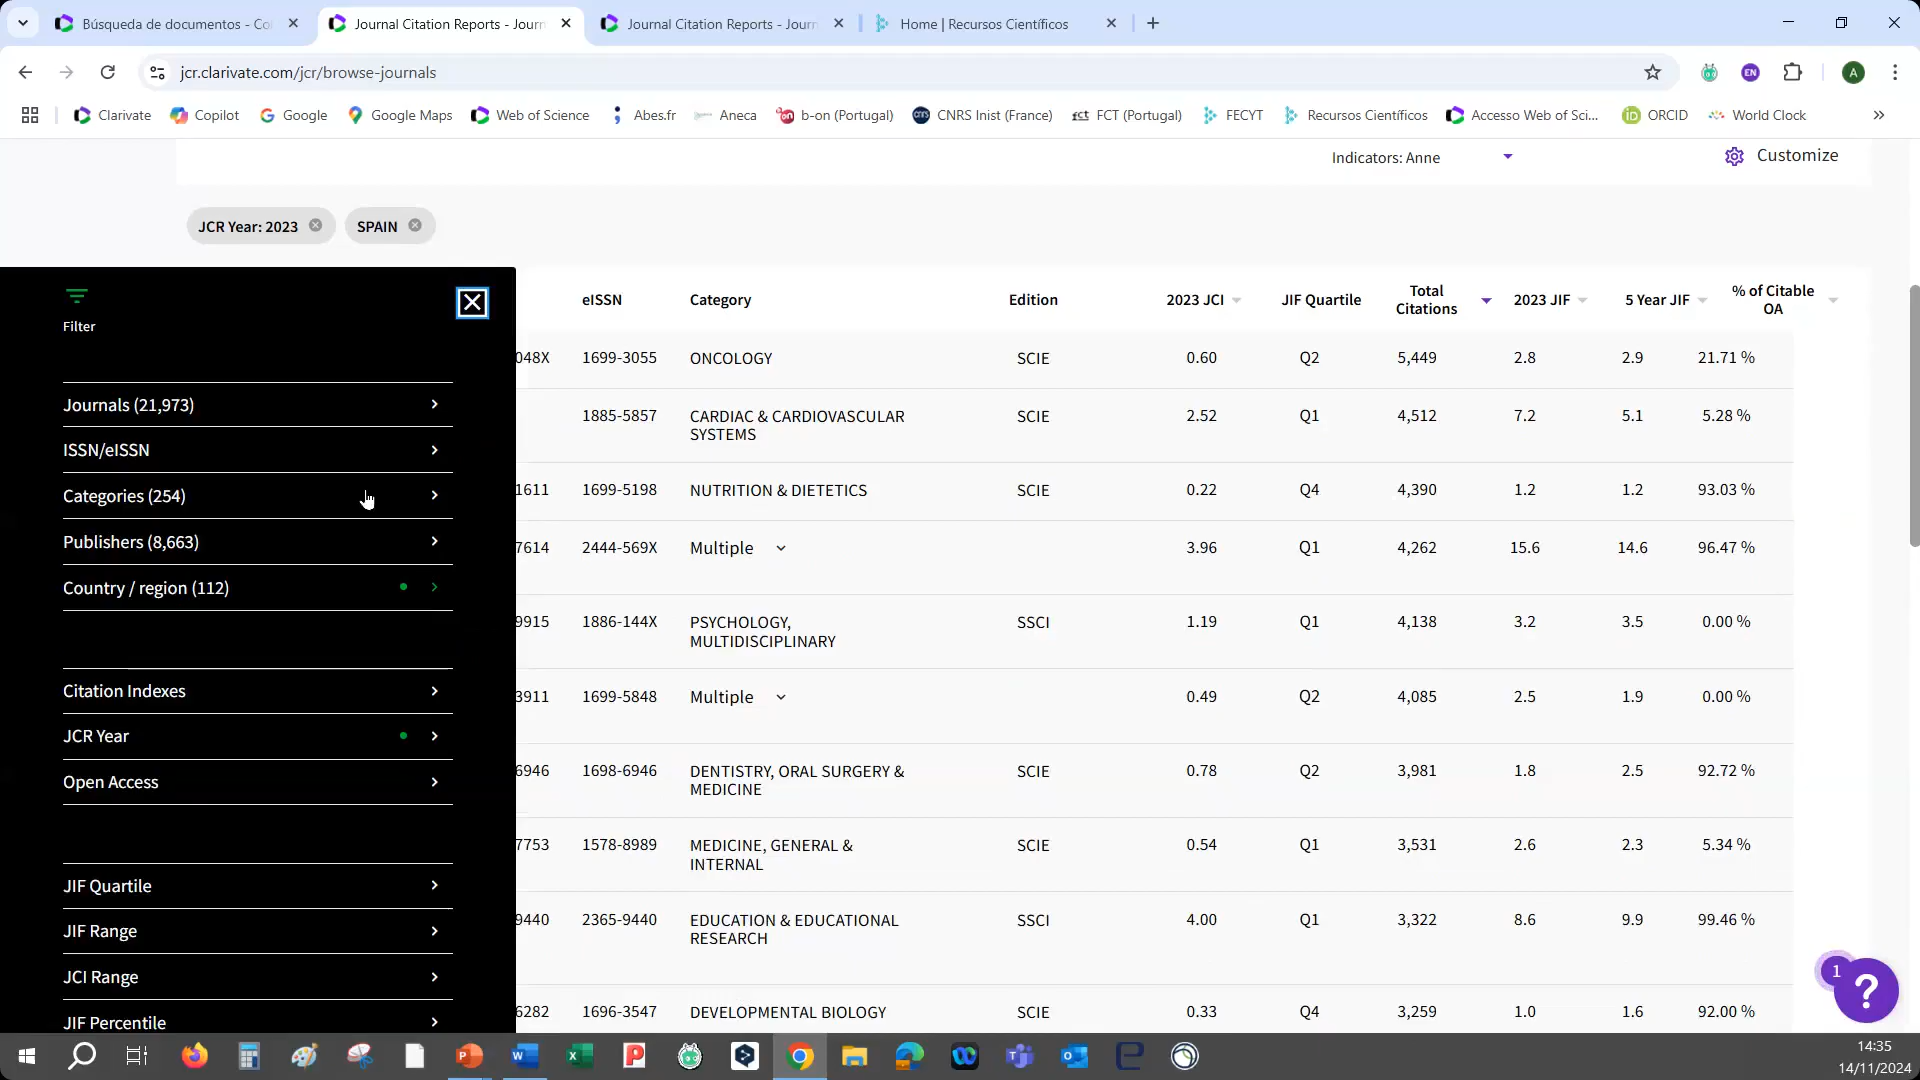 Búsqueda de documentos - Co
Journal Citation Reports - Journ
Journal Citation Reports - Journ
Home | Recursos Científicos
jcr.clarivate.com/jcr/browse-journals
EN
A
Clarivate
Copilot
Google
Google Maps
Web of Science
Abes.fr
Aneca
b-on (Portugal)
CNRS Inist (France)
fct FCT (Portugal)
FECYT
Recursos Científicos
Accesso Web of Sci...
ORCID
World Clock
Indicators: Anne
Customize
JCR Year: 2023
SPAIN
Filter
Journals (21,973)
ISSN/eISSN
Categories (254)
Publishers (8,663)
Country / region (112)
Citation Indexes
JCR Year
Open Access
JIF Quartile
JIF Range
JCI Range
JIF Percentile
eISSN Category Edition 2023 JCI JIF Quartile Total Citations 2023 JIF 5 Year JIF % of Citable OA
048X 1699-3055 ONCOLOGY SCIE 0.60 Q2 5,449 2.8 2.9 21.71 %
1885-5857 CARDIAC & CARDIOVASCULAR SCIE 2.52 Q1 4,512 7.2 5.1 5.28 %
SYSTEMS
1611 1699-5198 NUTRITION & DIETETICS SCIE 0.22 Q4 4,390 1.2 1.2 93.03 %
7614 2444-569X Multiple 3.96 Q1 4,262 15.6 14.6 96.47 %
9915 1886-144X PSYCHOLOGY, SSCI 1.19 Q1 4,138 3.2 3.5 0.00 %
MULTIDISCIPLINARY
3911 1699-5848 Multiple 0.49 Q2 4,085 2.5 1.9 0.00 %
6946 1698-6946 DENTISTRY, ORAL SURGERY & SCIE 0.78 Q2 3,981 1.8 2.5 92.72 %
MEDICINE
7753 1578-8989 MEDICINE, GENERAL & SCIE 0.54 Q1 3,531 2.6 2.3 5.34 %
INTERNAL
9440 2365-9440 EDUCATION & EDUCATIONAL SSCI 4.00 Q1 3,322 8.6 9.9 99.46 %
RESEARCH
6282 1696-3547 DEVELOPMENTAL BIOLOGY SCIE 0.33 Q4 3,259 1.0 1.6 92.00 %
1
?
14:35
14/11/2024